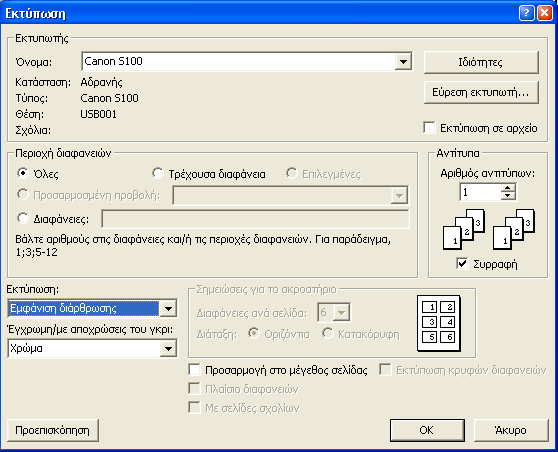 Εκτύπωση
Εκτυπωτής
Όνομα: Canon S100 Ιδιότητες
Κατάσταση: Αδρανής
Τύπος: Canon S100 Εύρεση εκτυπωτή...
Θέση: USB001
Σχόλια: Εκτύπωση σε αρχείο
Περιοχή διαφανειών Αντίτυπα
Όλες Τρέχουσα διαφάνεια Επιλεγμένες Αριθμός αντιτύπων:
Προσαρμοσμένη προβολή: 1
Διαφάνειες:
Βάλτε αριθμούς στις διαφάνειες και/ή τις περιοχές διαφανειών. Για παράδειγμα,
1;3;5-12
1 2 3 1 2 3
Συρραφή
Εκτύπωση: Σημειώσεις για το ακροατήριο
Εμφάνιση διάρθρωσης Διαφάνειες ανά σελίδα: 6 1 2
Έγχρωμη/με αποχρώσεις του γκρι: Διάταξη: Οριζόντια Κατακόρυφη 3 4
Χρώμα 5 6
Προσαρμογή στο μέγεθος σελίδας Εκτύπωση κρυφών διαφανειών
Πλαίσιο διαφανειών
Με σελίδες σχολίων
Προεπισκόπηση OK Άκυρο